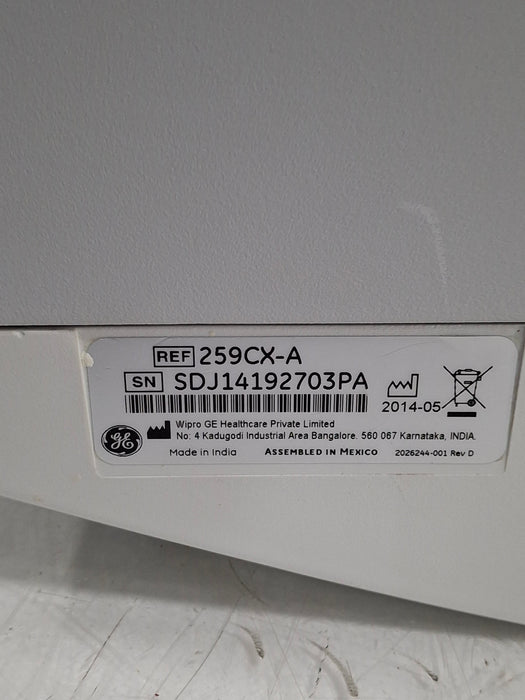 REF 259CX-A
SN SDJ14192703PA
2014-05
GE
Wipro GE Healthcare Private Limited
No: 4 Kadugodi Industrial Area Bangalore. 560 067 Karnataka, INDIA.
Made in India ASSEMBLED IN MEXICO 2026244-001 Rev D